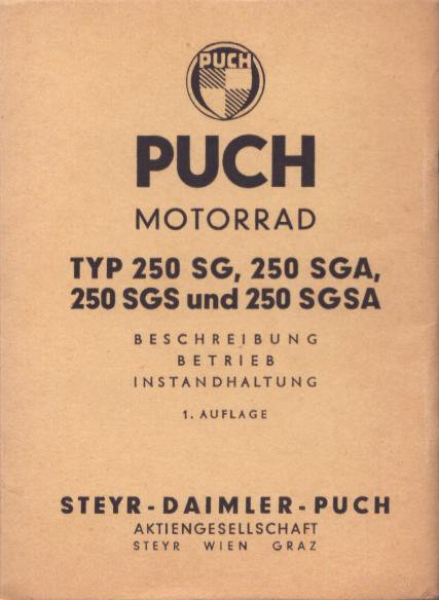 PUCH
PUCH
MOTORRAD
TYP 250 SG, 250 SGA,
250 SGS und 250 SGSA
BESCHREIBUNG
BETRIEB
INSTANDHALTUNG
1. AUFLAGE
STEYR-DAIMLER-PUCH
AKTIENGESELLSCHAFT
STEYR WIEN GRAZ